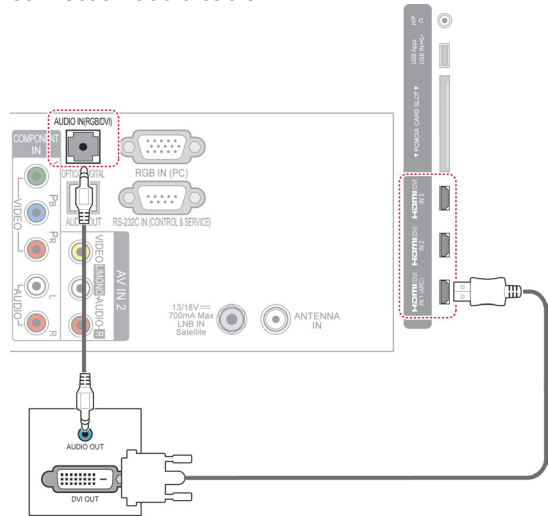 H/P
USB Apps
USB IN
▼ PCMCIA CARD SLOT ▼
HDMI/DVI
IN 3
HDMI/DVI
IN 2
HDMI/DVI
IN 1 (ARC)
AUDIO IN(RGB/DVI)
COMPONENT
IN
VIDEO
PB
PR
AUDIO
L
R
OPTICAL DIGITAL
AUDIO OUT
RGB IN (PC)
RS-232C IN (CONTROL & SERVICE)
VIDEO
L/MONO
AUDIO
R
AV IN 2
13/18V
700mA Max
LNB IN
Satellite
ANTENNA
IN
AUDIO OUT
DVI OUT